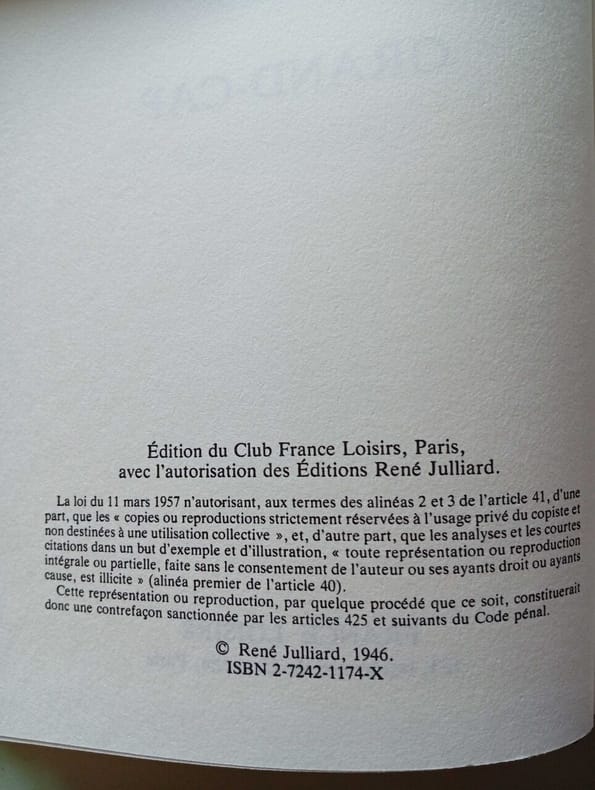 GRAND-CAP
Édition du Club France Loisirs, Paris,
avec l'autorisation des Éditions René Julliard.
La loi du 11 mars 1957 n'autorisant, aux termes des alinéas 2 et 3 de l'article 41, d'une
part, que les « copies ou reproductions strictement réservées à l'usage privé du copiste et
non destinées à une utilisation collective », et, d'autre part, que les analyses et les courtes
citations dans un but d'exemple et d'illustration, « toute représentation ou reproduction
intégrale ou partielle, faite sans le consentement de l'auteur ou ses ayants droit ou ayants
cause, est illicite » (alinéa premier de l'article 40).
Cette représentation ou reproduction, par quelque procédé que ce soit, constituerait
donc une contrefaçon sanctionnée par les articles 425 et suivants du Code pénal.
© René Julliard, 1946.
ISBN 2-7242-1174-X